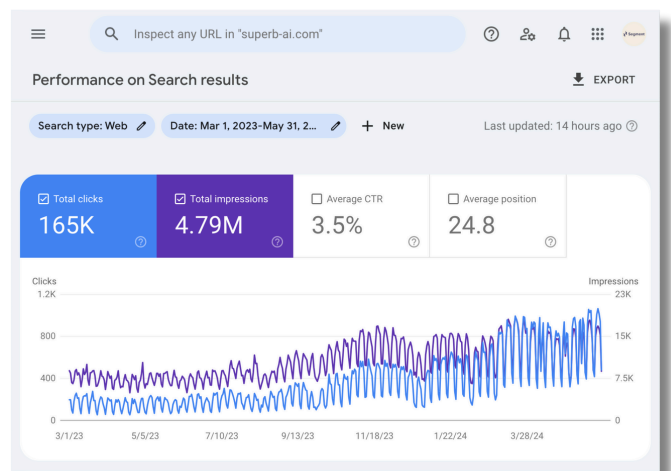 Inspect any URL in "superb-ai.com"
Performance on Search results
EXPORT
Search type: Web
Date: Mar 1, 2023-May 31, 2...
+ New
Last updated: 14 hours ago
Total clicks
165K
Total impressions
4.79M
Average CTR
3.5%
Average position
24.8
Clicks
Impressions
1.2K
23K
800
15K
400
7.5K
0
0
3/1/23
5/5/23
7/10/23
9/13/23
11/18/23
1/22/24
3/28/24